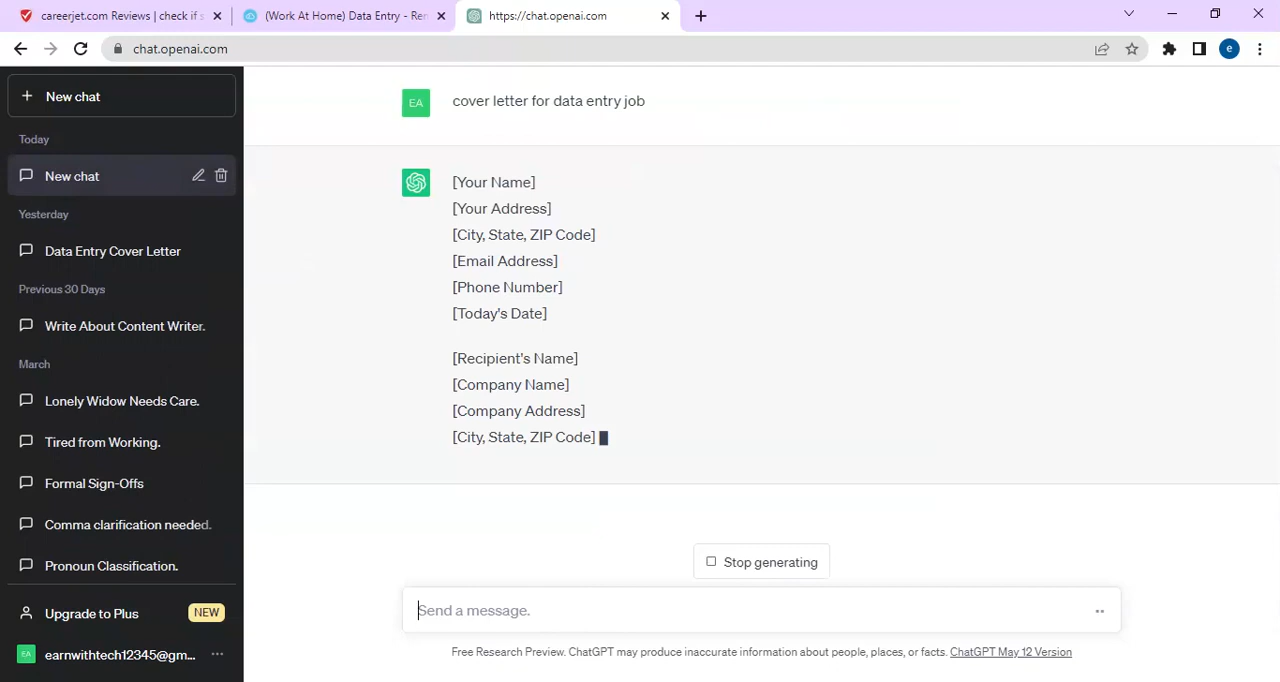 careerjet.com Reviews | check if s
(Work At Home) Data Entry - Ren
https://chat.openai.com
chat.openai.com
e
New chat
Today
New chat
Yesterday
Data Entry Cover Letter
Previous 30 Days
Write About Content Writer.
March
Lonely Widow Needs Care.
Tired from Working.
Formal Sign-Offs
Comma clarification needed.
Pronoun Classification.
Upgrade to Plus NEW
EA earnwithtech12345@gm...
EA cover letter for data entry job
[Your Name]
[Your Address]
[City, State, ZIP Code]
[Email Address]
[Phone Number]
[Today's Date]
[Recipient's Name]
[Company Name]
[Company Address]
[City, State, ZIP Code]
Stop generating
Send a message.
Free Research Preview. ChatGPT may produce inaccurate information about people, places, or facts. ChatGPT May 12 Version